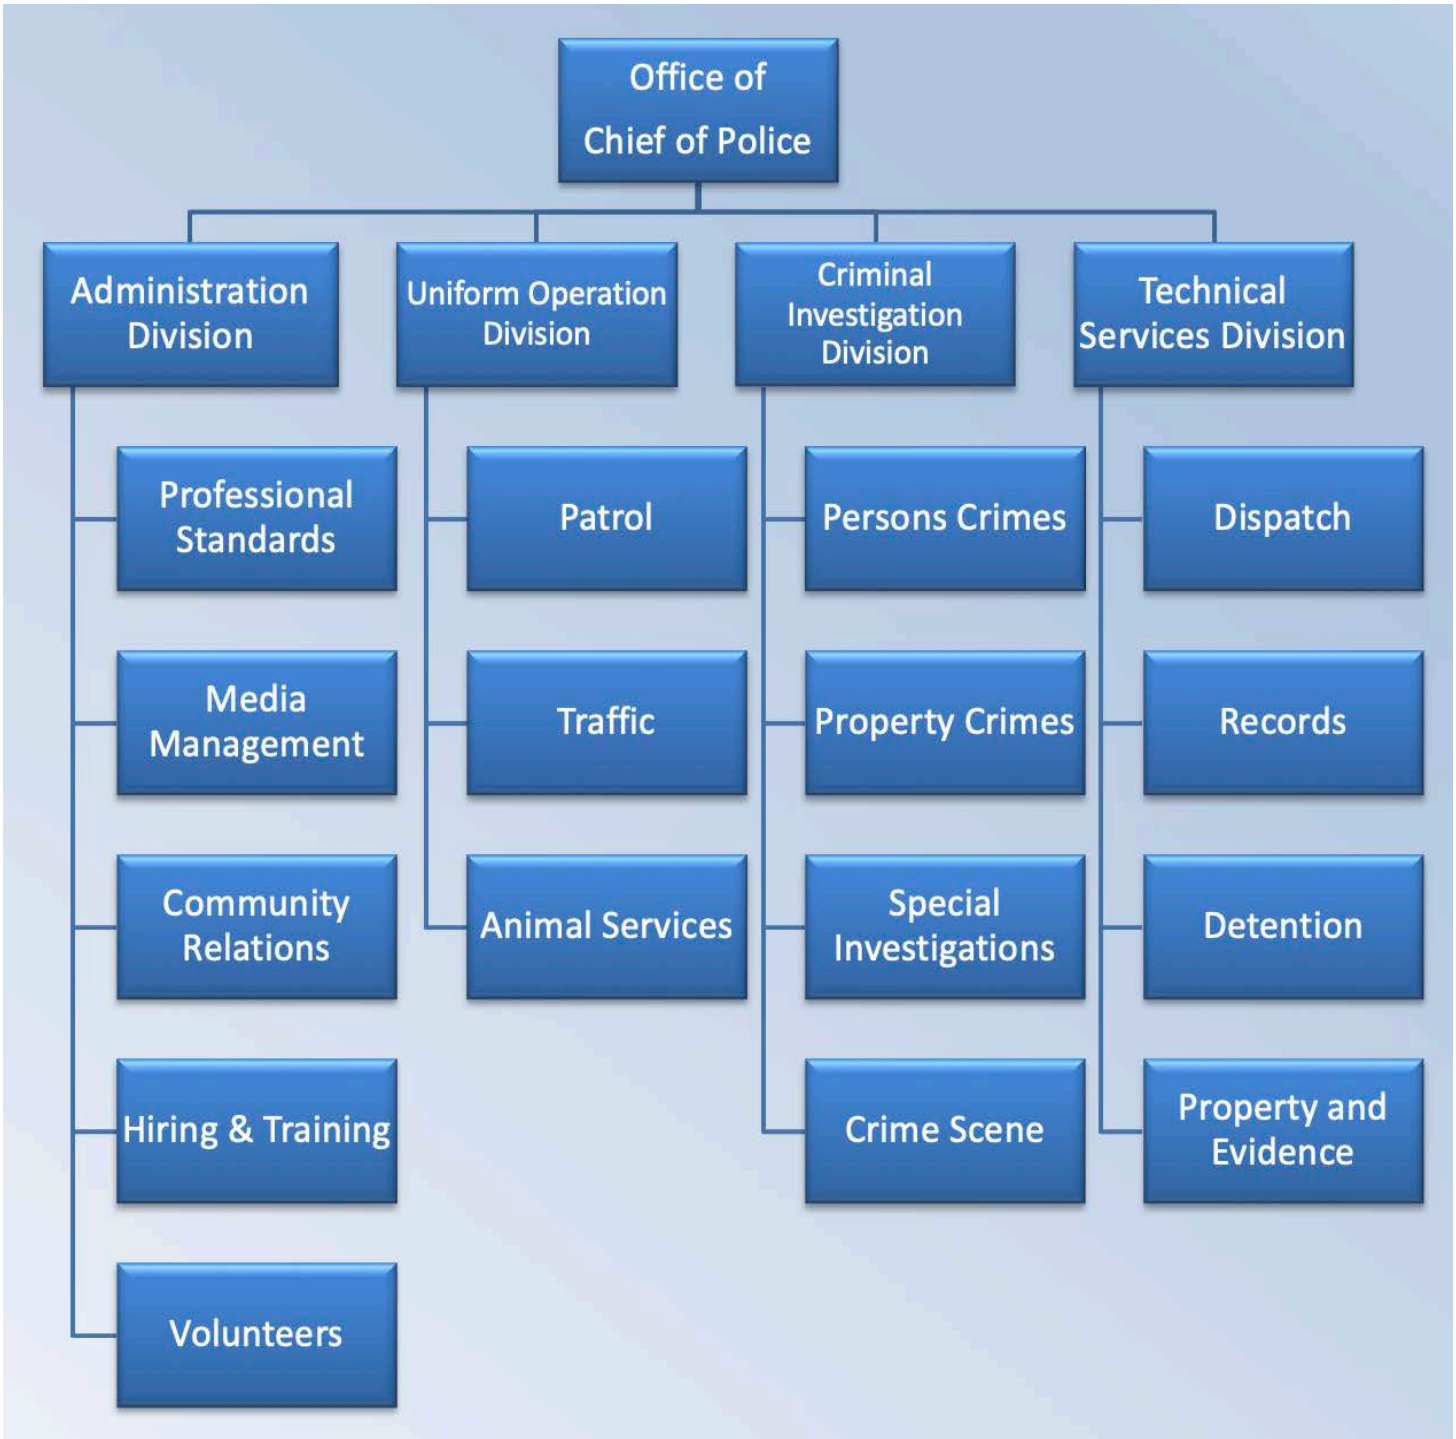 Office of
Chief of Police
Administration
Division
Uniform Operation
Division
Criminal
Investigation
Division
Technical
Services Division
Professional
Standards
Patrol
Persons Crimes
Dispatch
Media
Management
Traffic
Property Crimes
Records
Community
Relations
Animal Services
Special
Investigations
Detention
Hiring & Training
Crime Scene
Property and
Evidence
Volunteers